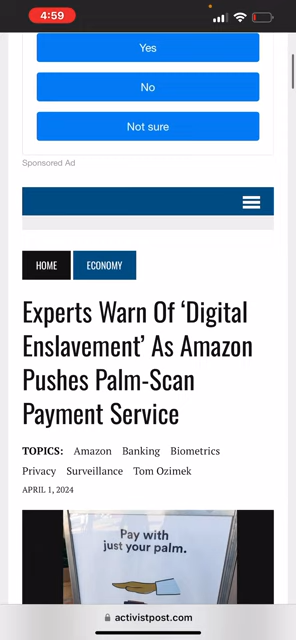 4:59
Yes
No
Not sure
Sponsored Ad
HOME ECONOMY
Experts Warn Of ‘Digital
Enslavement’ As Amazon
Pushes Palm-Scan
Payment Service
TOPICS: Amazon Banking Biometrics
Privacy Surveillance Tom Ozimek
APRIL 1, 2024
Pay with
just your palm.
activistpost.com